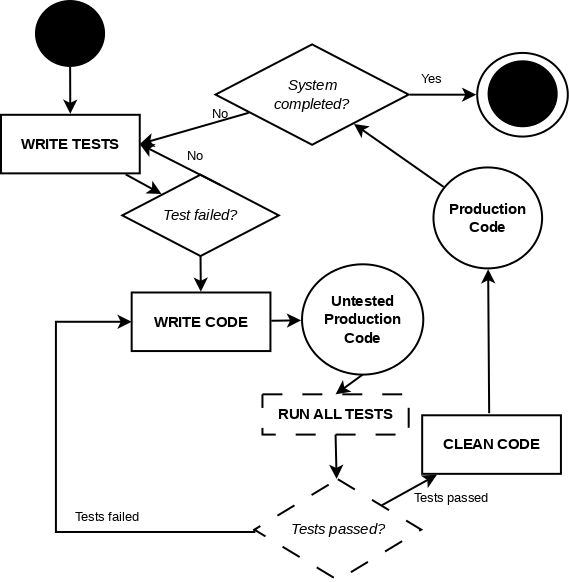 System
completed?
Yes
No
WRITE TESTS
No
Test failed?
Production
Code
WRITE CODE
Untested
Production
Code
RUN ALL TESTS
CLEAN CODE
Tests passed
Tests failed
Tests passed?